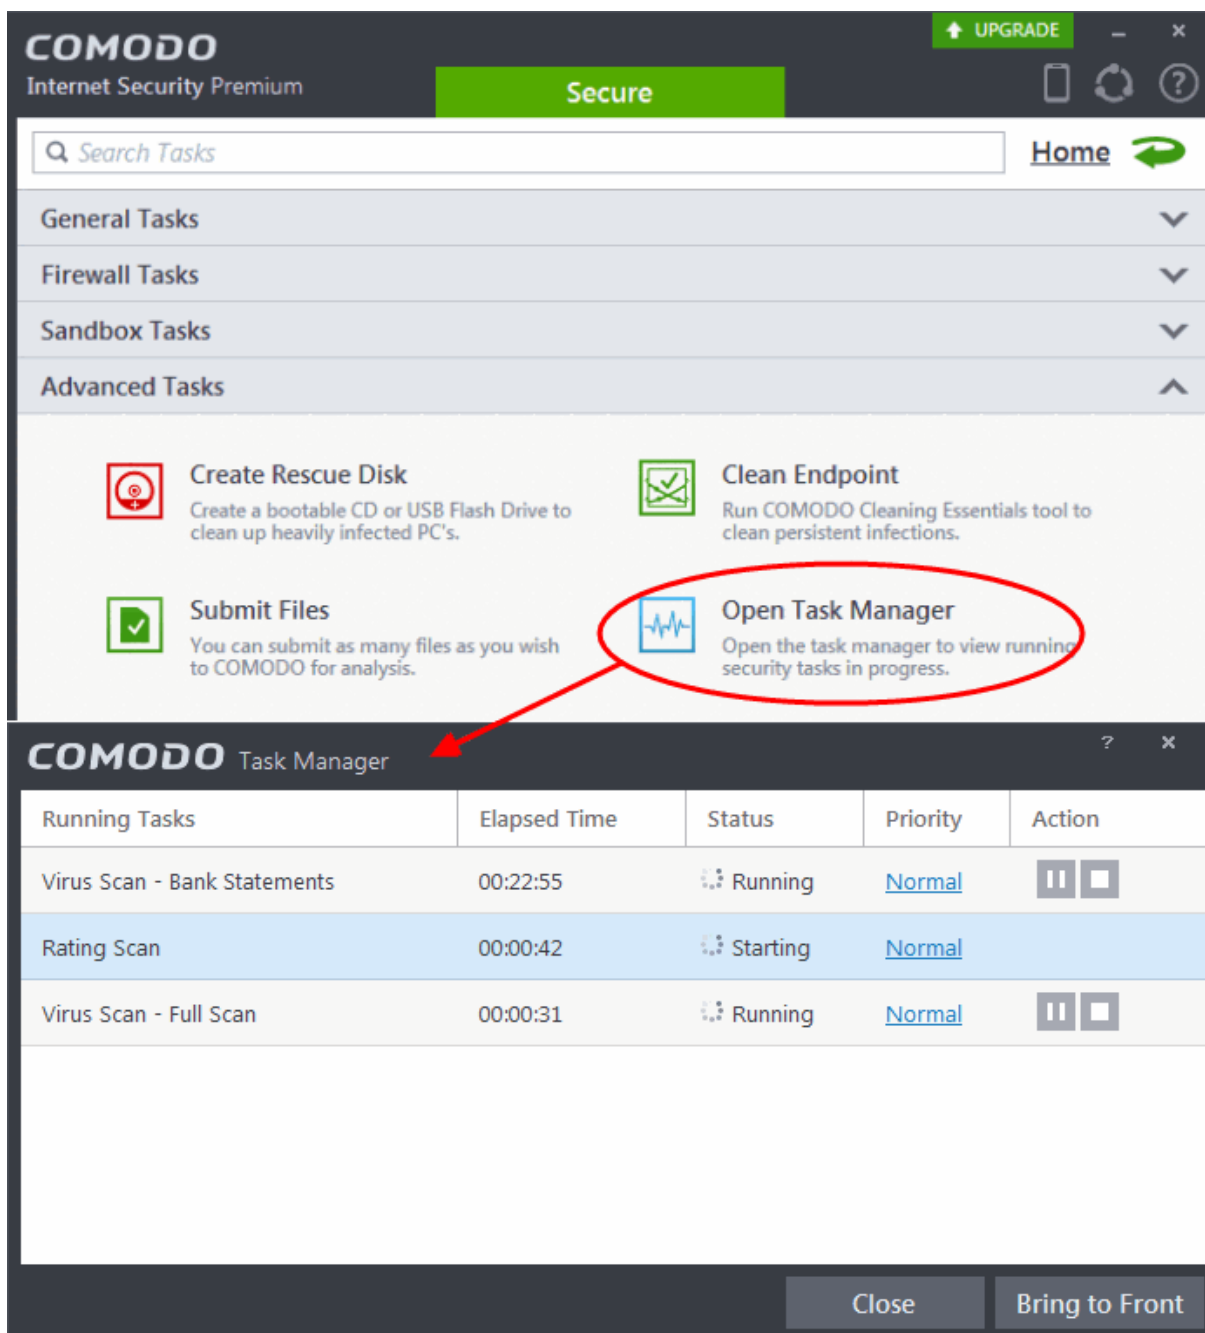 COMODO
UPGRADE
Internet Security Premium
Secure
Search Tasks
Home
General Tasks
Firewall Tasks
Sandbox Tasks
Advanced Tasks
Create Rescue Disk
Create a bootable CD or USB Flash Drive to
clean up heavily infected PC's.
Clean Endpoint
Run COMODO Cleaning Essentials tool to
clean persistent infections.
Submit Files
You can submit as many files as you wish
to COMODO for analysis.
Open Task Manager
Open the task manager to view running
security tasks in progress.
COMODO Task Manager
Running Tasks Elapsed Time Status Priority Action
Virus Scan - Bank Statements 00:22:55 Running Normal
Rating Scan 00:00:42 Starting Normal
Virus Scan - Full Scan 00:00:31 Running Normal
Close Bring to Front